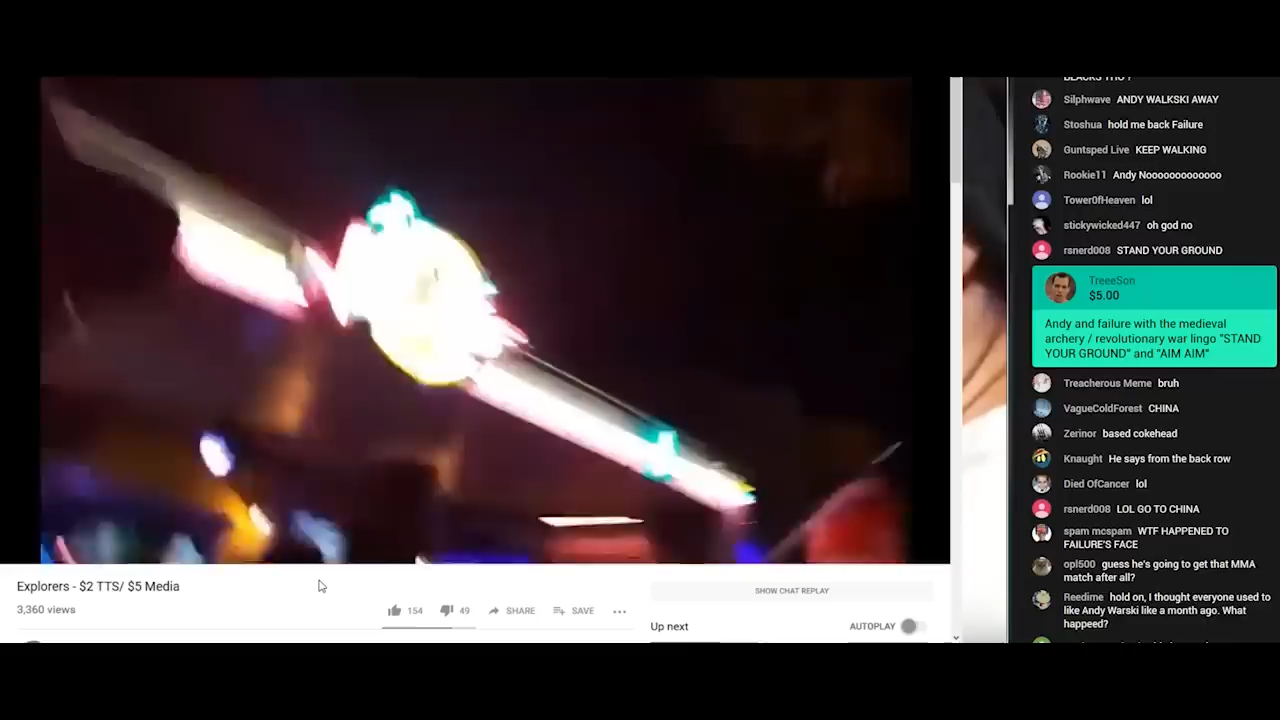 BLACKS THO ?
Silphwave ANDY WALKSKI AWAY
Stoshua hold me back Failure
Guntsped Live KEEP WALKING
Rookie11 Andy Nooooooooooooo
Tower0fHeaven lol
stickywicked447 oh god no
rsnerd008 STAND YOUR GROUND
TreeeSon
$5.00
Andy and failure with the medieval
archery / revolutionary war lingo "STAND
YOUR GROUND" and "AIM AIM"
Treacherous Meme bruh
VagueColdForest CHINA
Zerinor based cokehead
Knaught He says from the back row
Died OfCancer lol
rsnerd008 LOL GO TO CHINA
spam mcspam WTF HAPPENED TO
FAILURE'S FACE
opl500 guess he's going to get that MMA
match after all?
Reedime hold on, I thought everyone used to
like Andy Warski like a month ago. What
happeed?
Explorers - $2 TTS/ $5 Media
3,360 views
154
49
SHARE
SAVE
SHOW CHAT REPLAY
Up next
AUTOPLAY